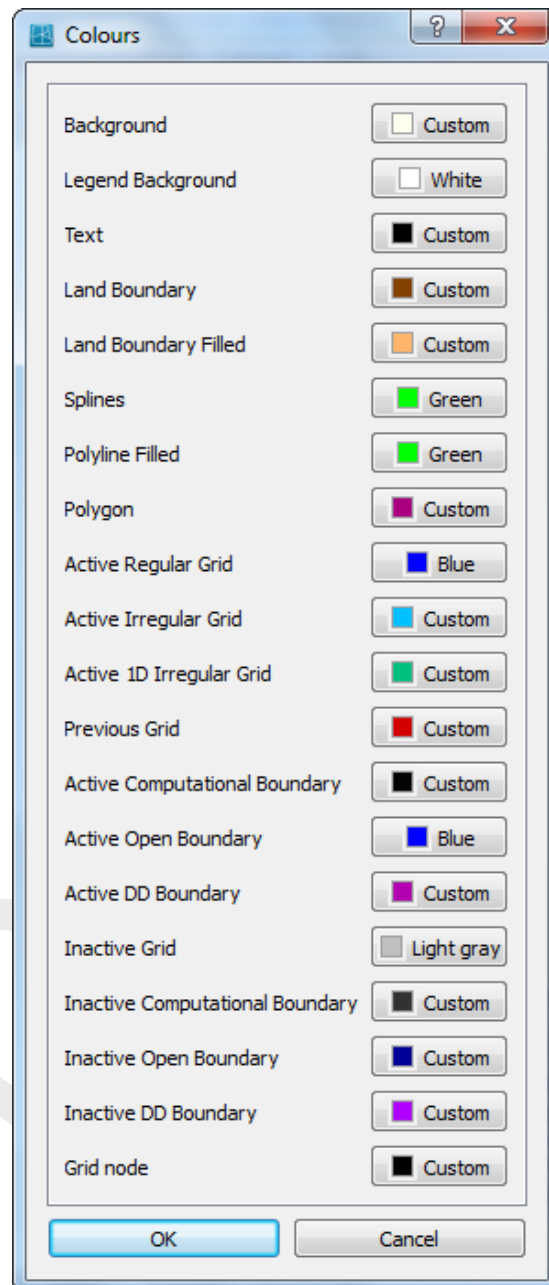 Colours
Background Custom
Legend Background White
Text Custom
Land Boundary Custom
Land Boundary Filled Custom
Splines Green
Polyline Filled Green
Polygon Custom
Active Regular Grid Blue
Active Irregular Grid Custom
Active 1D Irregular Grid Custom
Previous Grid Custom
Active Computational Boundary Custom
Active Open Boundary Blue
Active DD Boundary Custom
Inactive Grid Light gray
Inactive Computational Boundary Custom
Inactive Open Boundary Custom
Inactive DD Boundary Custom
Grid node Custom
OK Cancel